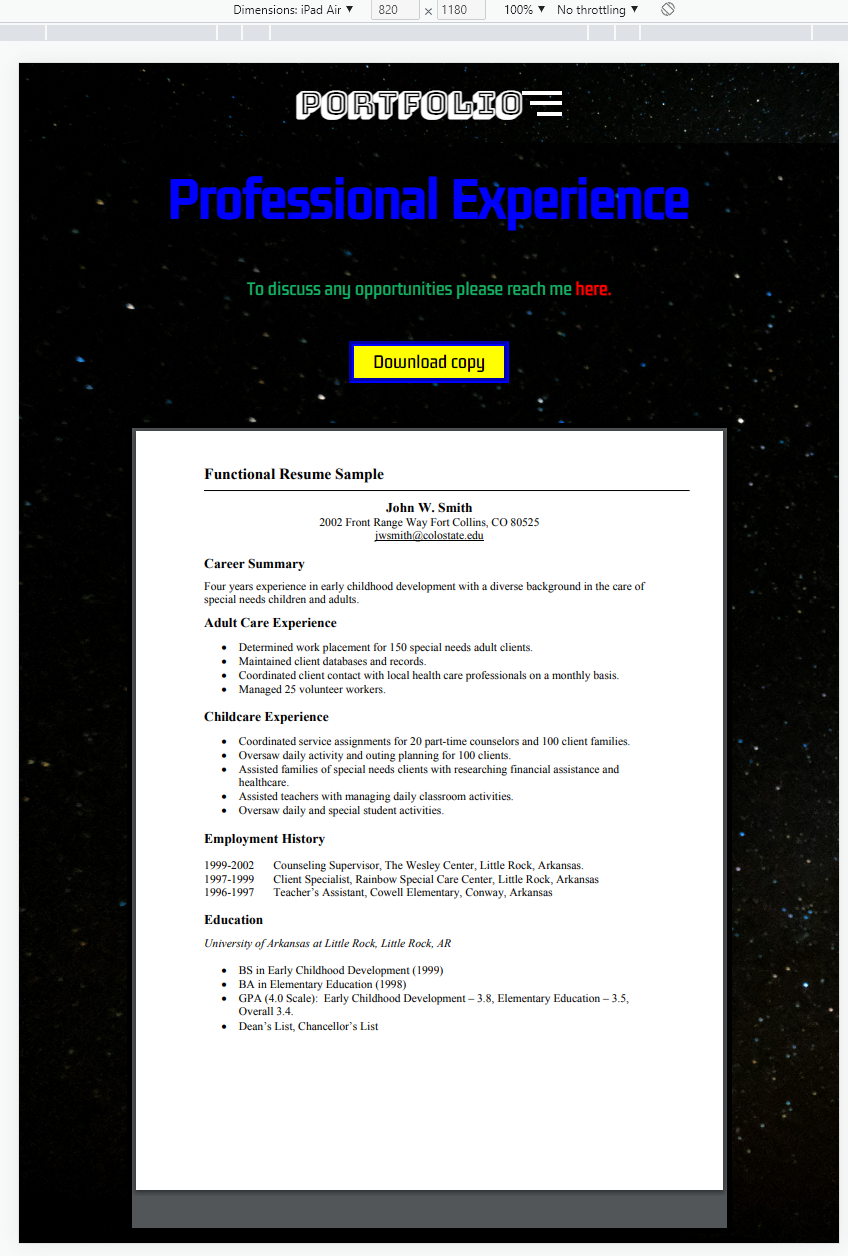 Dimensions: iPad Air ▼ 820 × 1180 100% ▼ No throttling ▼
PORTFOLIO
Professional Experience
To discuss any opportunities please reach me here.
Download copy
Functional Resume Sample
John W. Smith
2002 Front Range Way Fort Collins, CO 80525
jwsmith@colostate.edu
Career Summary
Four years experience in early childhood development with a diverse background in the care of
special needs children and adults.
Adult Care Experience
• Determined work placement for 150 special needs adult clients.
• Maintained client databases and records.
• Coordinated client contact with local health care professionals on a monthly basis.
• Managed 25 volunteer workers.
Childcare Experience
• Coordinated service assignments for 20 part-time counselors and 100 client families.
• Oversaw daily activity and outing planning for 100 clients.
• Assisted families of special needs clients with researching financial assistance and
healthcare.
• Assisted teachers with managing daily classroom activities.
• Oversaw daily and special student activities.
Employment History
1999-2002 Counseling Supervisor, The Wesley Center, Little Rock, Arkansas.
1997-1999 Client Specialist, Rainbow Special Care Center, Little Rock, Arkansas
1996-1997 Teacher’s Assistant, Cowell Elementary, Conway, Arkansas
Education
University of Arkansas at Little Rock, Little Rock, AR
• BS in Early Childhood Development (1999)
• BA in Elementary Education (1998)
• GPA (4.0 Scale): Early Childhood Development – 3.8, Elementary Education – 3.5,
Overall 3.4.
• Dean’s List, Chancellor’s List